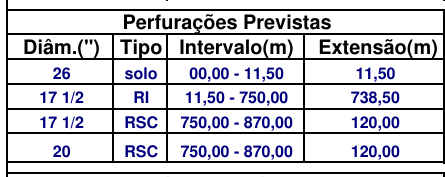 Perfurações Previstas
Diâm.(") Tipo Intervalo(m) Extensão(m)
26 solo 00,00 - 11,50 11,50
17 1/2 RI 11,50 - 750,00 738,50
17 1/2 RSC 750,00 - 870,00 120,00
20 RSC 750,00 - 870,00 120,00